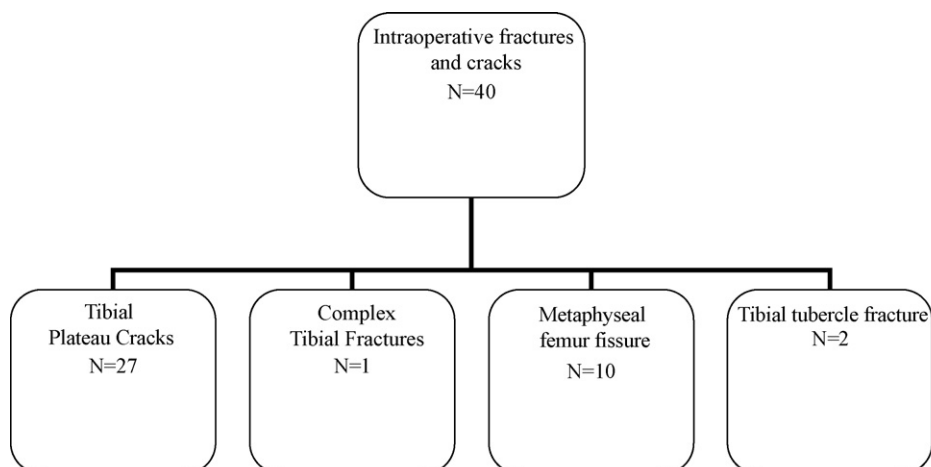 Intraoperative fractures
and cracks
N=40
Tibial
Plateau Cracks
N=27
Complex
Tibial Fractures
N=1
Metaphyseal
femur fissure
N=10
Tibial tubercle fracture
N=2